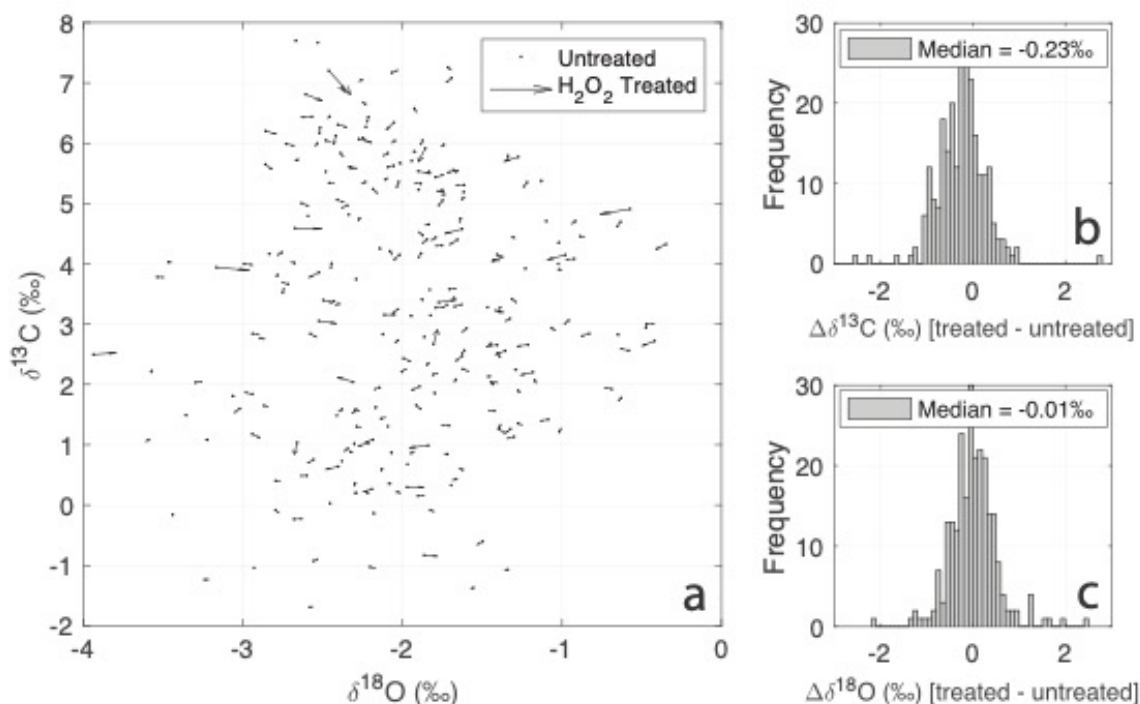 8
7
6
5
4
3
2
1
0
-1
-2
δ13C (‰)
-4 -3 -2 -1 0
δ18O (‰)
Untreated
H2O2 Treated
a
30
20
10
0
Frequency
Median = -0.23‰
b
-2 0 2
Δδ13C (‰) [treated - untreated]
30
20
10
0
Frequency
Median = -0.01‰
c
-2 0 2
Δδ18O (‰) [treated - untreated]